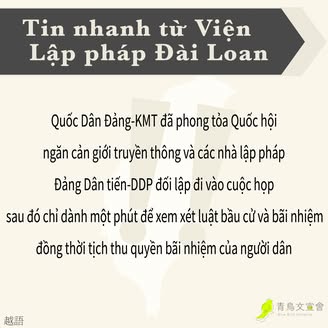 Tin nhanh từ Viện
Lập pháp Đài Loan
Quốc Dân Đảng-KMT đã phong tỏa Quốc hội
ngăn cản giới truyền thông và các nhà lập pháp
Đảng Dân tiến-DDP đối lập đi vào cuộc họp
sau đó chỉ dành một phút để xem xét luật bầu cử và bãi nhiệm
đồng thời tịch thu quyền bãi nhiệm của người dân
青鳥文宣會
越語